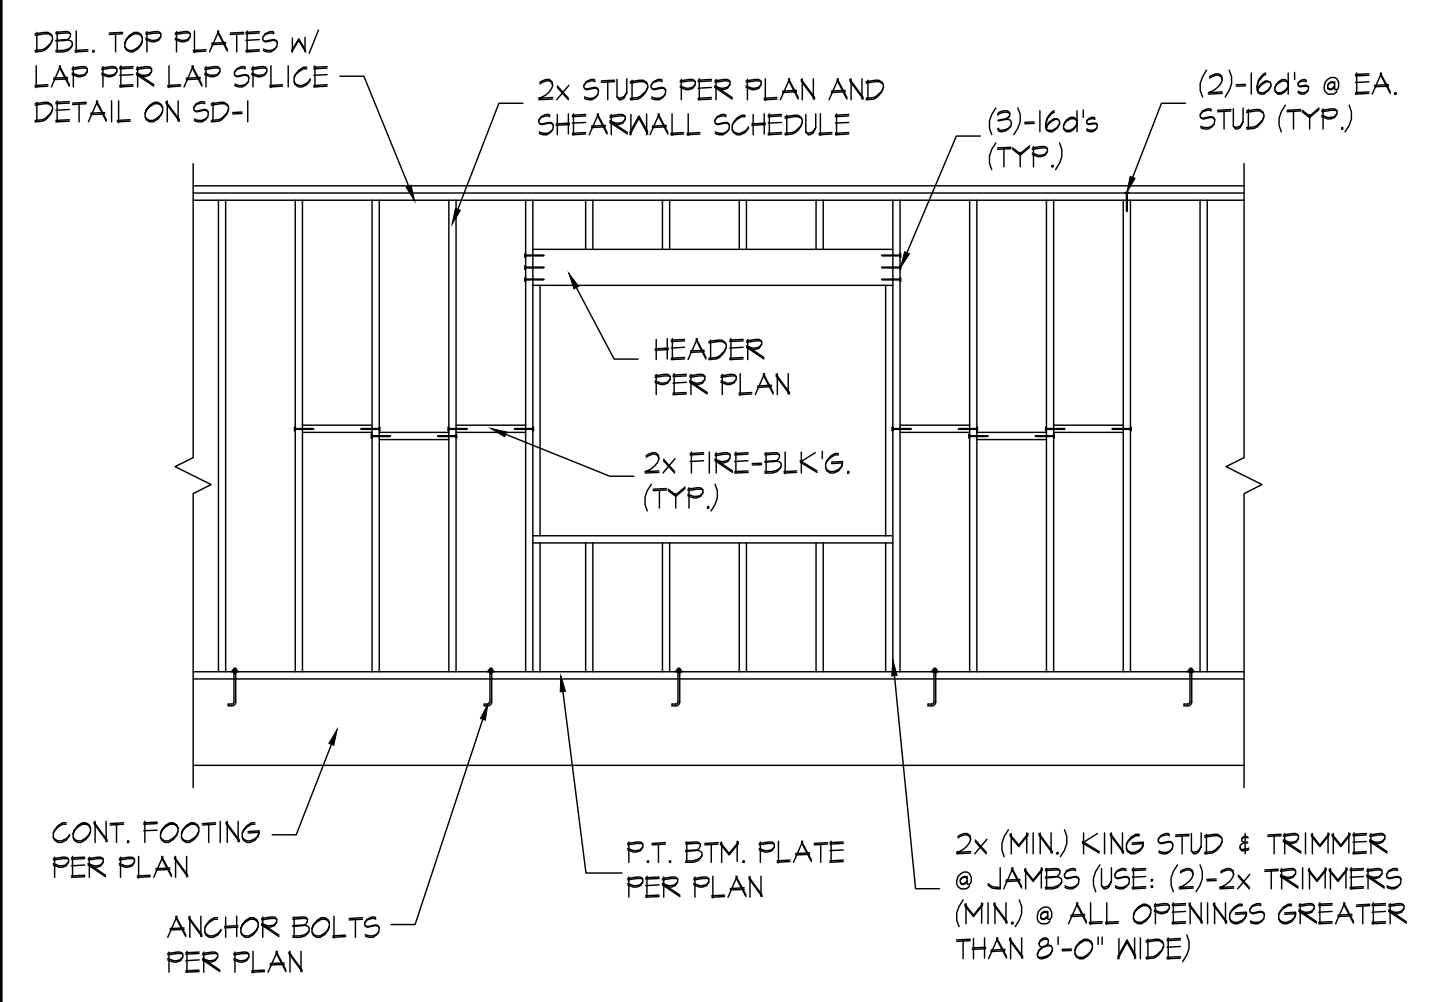 DBL. TOP PLATES w/
LAP PER LAP SPLICE
DETAIL ON SD-1
2x STUDS PER PLAN AND
SHEARWALL SCHEDULE
(3)-16d's
(TYP.)
(2)-16d's @ EA.
STUD (TYP.)
HEADER
PER PLAN
2x FIRE-BLK'G.
(TYP.)
CONT. FOOTING
PER PLAN
ANCHOR BOLTS
PER PLAN
P.T. BTM. PLATE
PER PLAN
2x (MIN.) KING STUD & TRIMMER
@ JAMBS (USE: (2)-2x TRIMMERS
(MIN.) @ ALL OPENINGS GREATER
THAN 8'-0" WIDE)